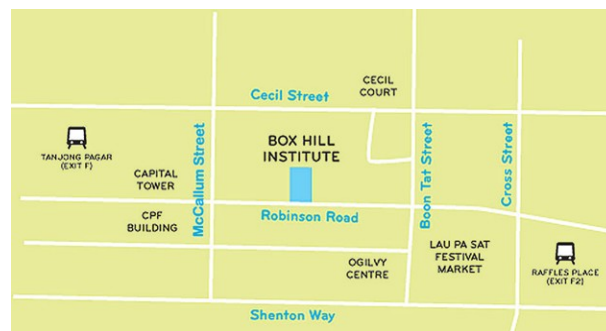 CECIL
COURT
Cecil Street
TANJONG PAGAR
(EXIT F)
McCallum Street
BOX HILL
INSTITUTE
Boon Tat Street
Cross Street
CAPITAL
TOWER
CPF
BUILDING
Robinson Road
OGILVY
CENTRE
LAU PA SAT
FESTIVAL
MARKET
RAFFLES PLACE
(EXIT F2)
Shenton Way